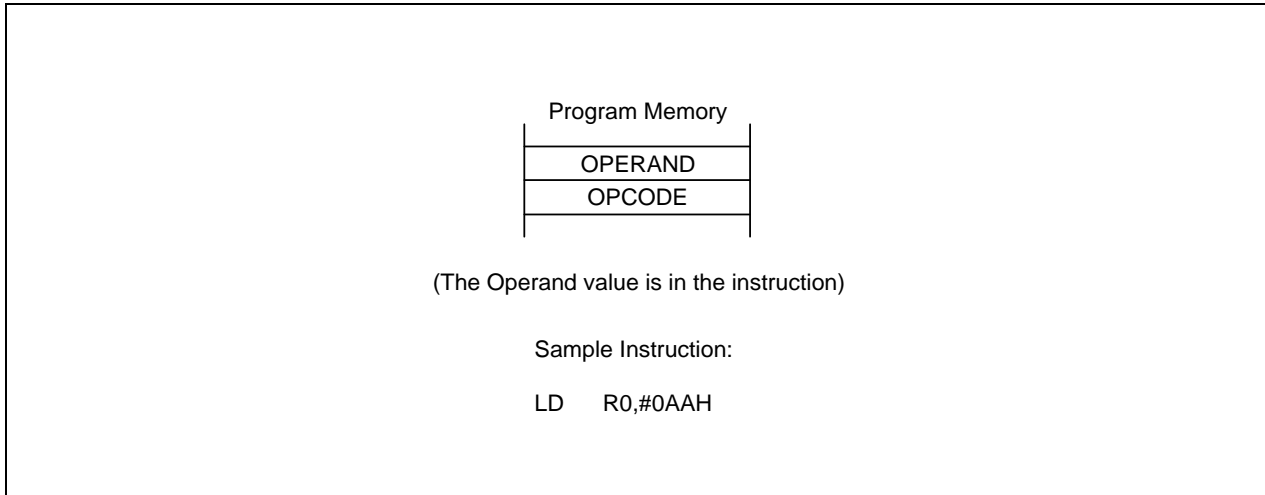 Program Memory
OPERAND
OPCODE
(The Operand value is in the instruction)
Sample Instruction:
LD R0,#0AAH